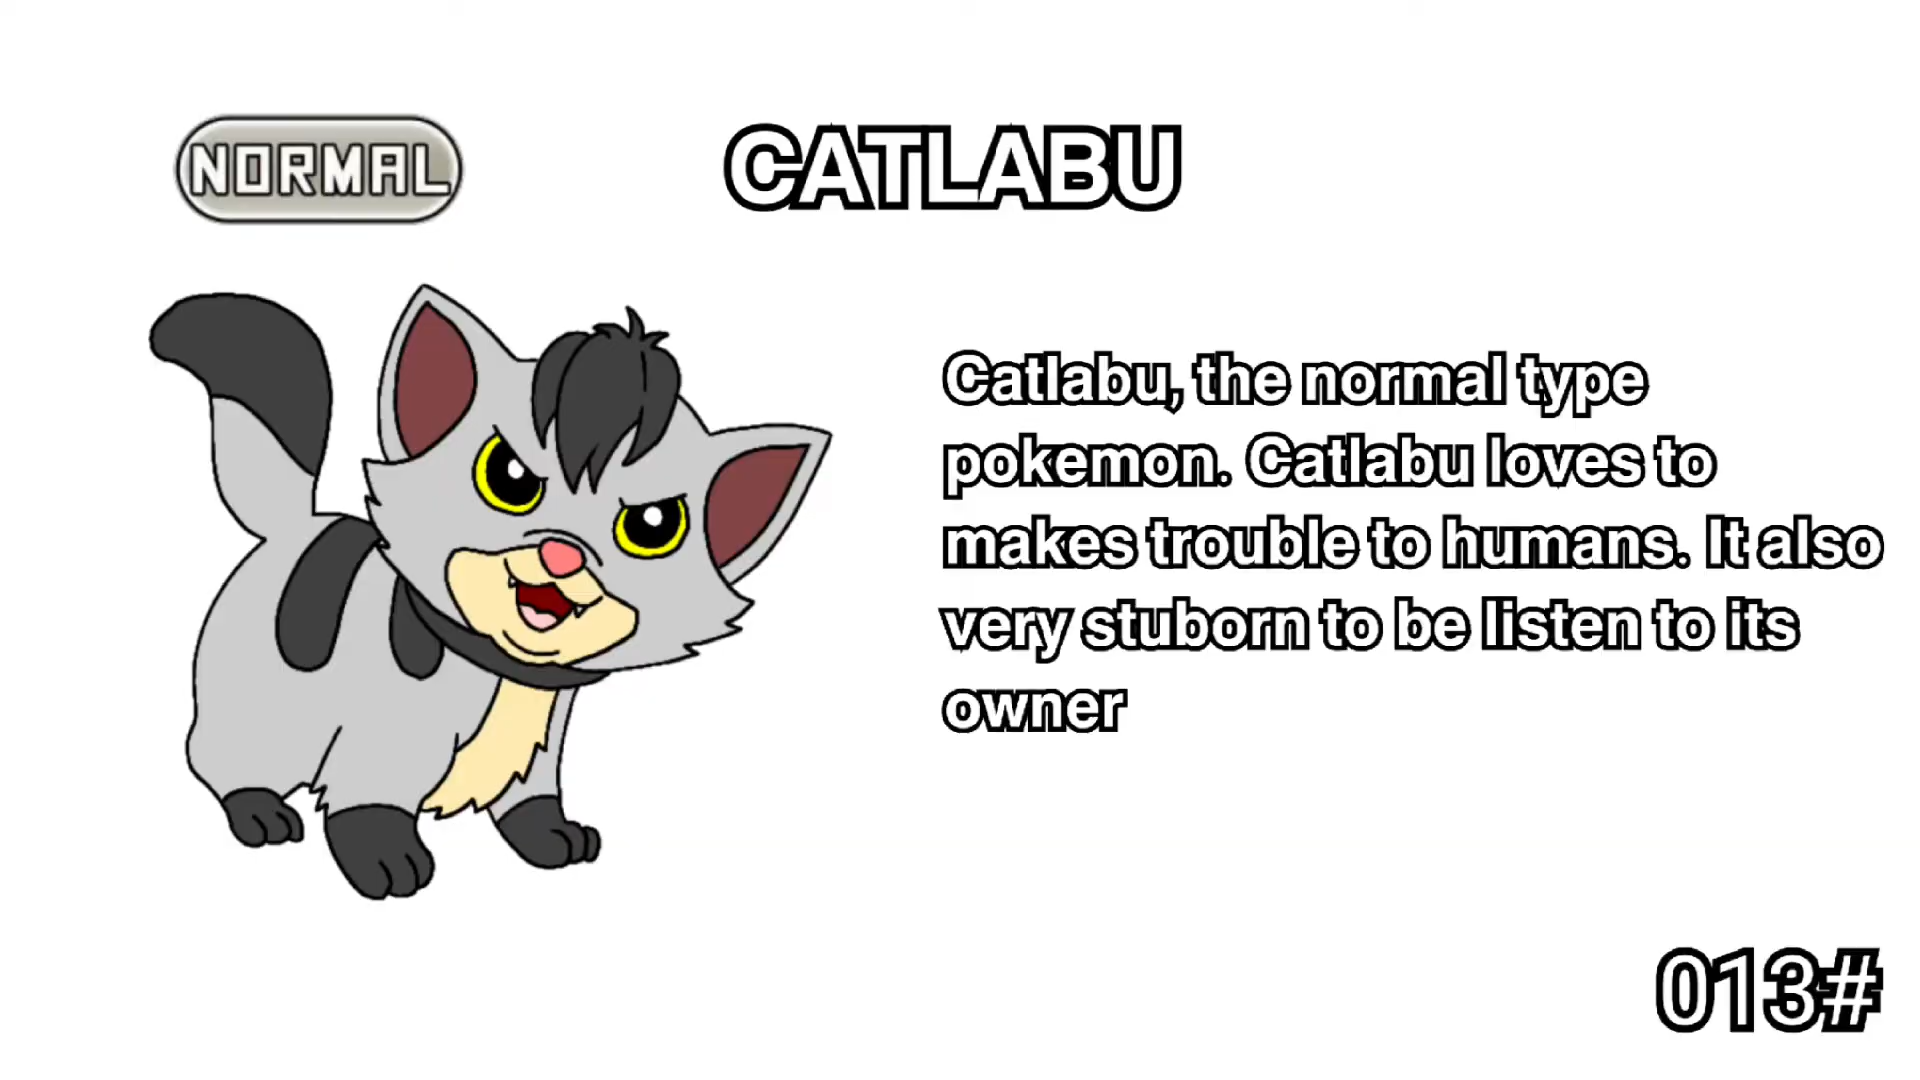 NORMAL
CATLABU
Catlabu, the normal type
pokemon. Catlabu loves to
makes trouble to humans. It also
very stuborn to be listen to its
owner
013#